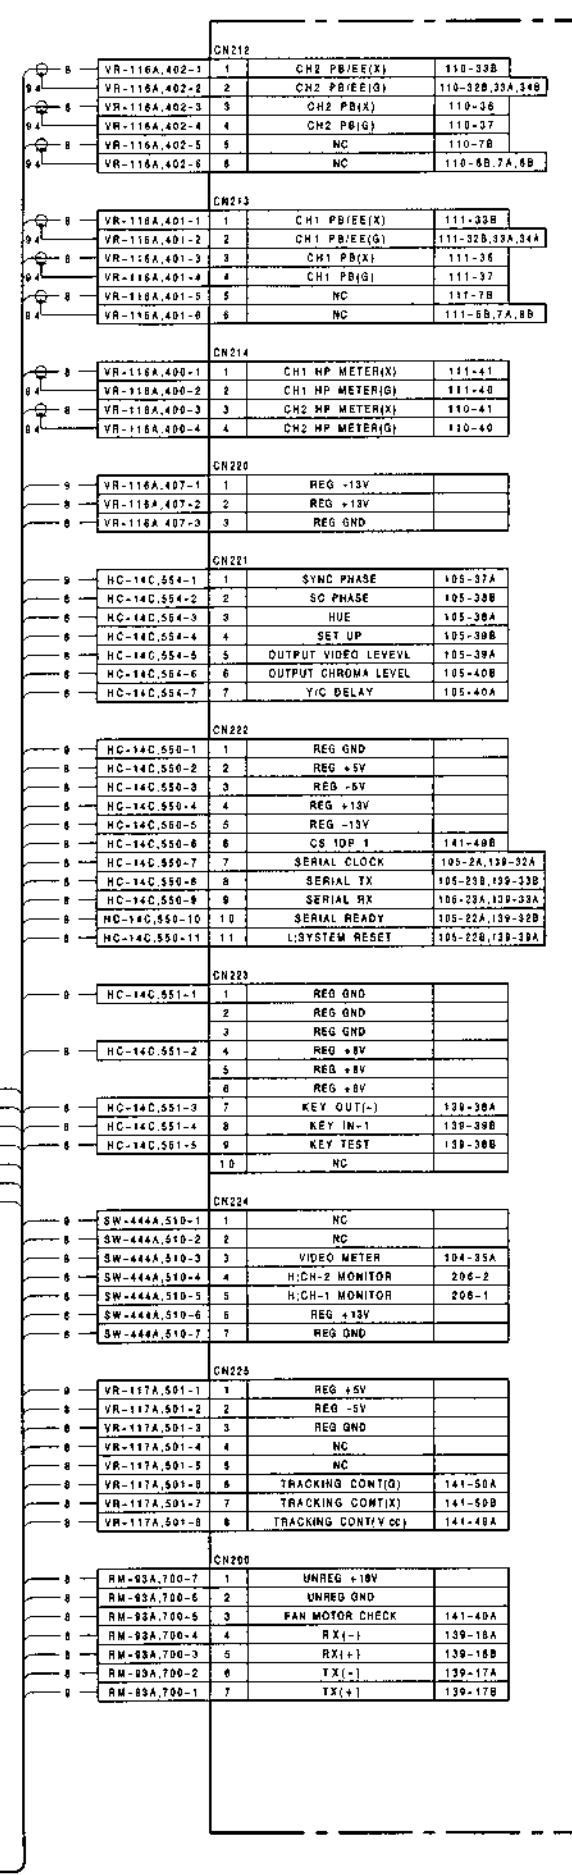 CN212
8 VR-116A,402-1 1 CH2 PB/EE(X) 110-33B
94 VR-116A,402-2 2 CH2 PB/EE(G) 110-32B,33A,34B
8 VR-116A,402-3 3 CH2 PB(X) 110-36
94 VR-116A,402-4 4 CH2 PB(G) 110-37
8 VR-116A,402-5 5 NC 110-7B
94 VR-116A,402-6 6 NC 110-6B,7A,8B
CN213
8 VR-116A,401-1 1 CH1 PB/EE(X) 111-33B
94 VR-116A,401-2 2 CH1 PB/EE(G) 111-32B,33A,34A
8 VR-116A,401-3 3 CH1 PB(X) 111-36
94 VR-116A,401-4 4 CH1 PB(G) 111-37
8 VR-116A,401-5 5 NC 111-7B
94 VR-116A,401-6 6 NC 111-6B,7A,8B
CN214
8 VR-116A,400-1 1 CH1 HP METER(X) 111-41
94 VR-116A,400-2 2 CH1 HP METER(G) 111-40
8 VR-116A,400-3 3 CH2 HP METER(X) 110-41
94 VR-116A,400-4 4 CH2 HP METER(G) 110-40
CN220
VR-116A,407-1 1 REG -13V
VR-116A,407-2 2 REG +13V
VR-116A,407-3 3 REG GND
CN221
HC-14C,554-1 1 SYNC PHASE 105-37A
HC-14C,554-2 2 SC PHASE 105-38B
HC-14C,554-3 3 HUE 105-38A
HC-14C,554-4 4 SET UP 105-39B
HC-14C,554-5 5 OUTPUT VIDEO LEVEVL 105-39A
HC-14C,554-6 6 OUTPUT CHROMA LEVEL 105-40B
HC-14C,554-7 7 Y/C DELAY 105-40A
CN222
HC-14C,550-1 1 REG GND
HC-14C,550-2 2 REG +5V
HC-14C,550-3 3 REG -5V
HC-14C,550-4 4 REG +13V
HC-14C,550-5 5 REG -13V
HC-14C,550-6 6 CS IOP 1 141-49B
HC-14C,550-7 7 SERIAL CLOCK 105-2A,139-32A
HC-14C,550-8 8 SERIAL TX 105-23B,139-33B
HC-14C,550-9 9 SERIAL RX 105-23A,139-33A
HC-14C,550-10 10 SERIAL READY 105-22A,139-32B
HC-14C,550-11 11 L;SYSTEM RESET 105-22B,139-39A
CN223
HC-14C,551-1 1 REG GND
2 REG GND
3 REG GND
HC-14C,551-2 4 REG +8V
5 REG +8V
6 REG +8V
HC-14C,551-3 7 KEY OUT(-) 139-38A
HC-14C,551-4 8 KEY IN-1 139-39B
HC-14C,551-5 9 KEY TEST 139-38B
10 NC
CN224
SW-444A,510-1 1 NC
SW-444A,510-2 2 NC
SW-444A,510-3 3 VIDEO METER 104-35A
SW-444A,510-4 4 H;CH-2 MONITOR 206-2
SW-444A,510-5 5 H;CH-1 MONITOR 206-1
SW-444A,510-6 6 REG +13V
SW-444A,510-7 7 REG GND
CN225
VR-117A,501-1 1 REG +5V
VR-117A,501-2 2 REG -5V
VR-117A,501-3 3 REG GND
VR-117A,501-4 4 NC
VR-117A,501-5 5 NC
VR-117A,501-6 6 TRACKING CONT(G) 141-50A
VR-117A,501-7 7 TRACKING CONT(X) 141-50B
VR-117A,501-8 8 TRACKING CONT(Vcc) 141-49A
CN200
RM-93A,700-7 1 UNREG +18V
RM-93A,700-6 2 UNREG GND
RM-93A,700-5 3 FAN MOTOR CHECK 141-40A
RM-93A,700-4 4 RX(-) 139-18A
RM-93A,700-3 5 RX(+) 139-18B
RM-93A,700-2 6 TX(-) 139-17A
RM-93A,700-1 7 TX(+) 139-17B